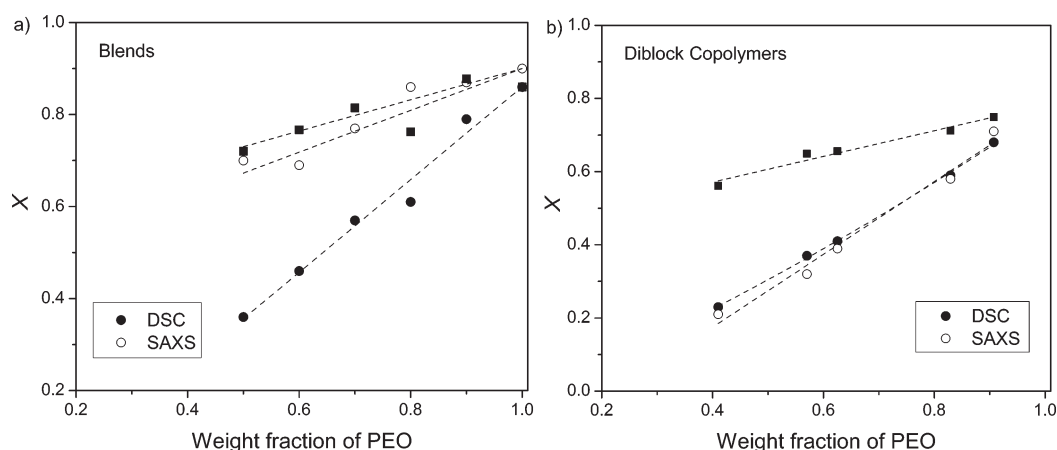 a)
Blends
1.0
0.8
0.6
0.4
0.2
X
DSC
SAXS
0.2 0.4 0.6 0.8 1.0
Weight fraction of PEO
b)
Diblock Copolymers
1.0
0.8
0.6
0.4
0.2
0.0
X
DSC
SAXS
0.2 0.4 0.6 0.8 1.0
Weight fraction of PEO